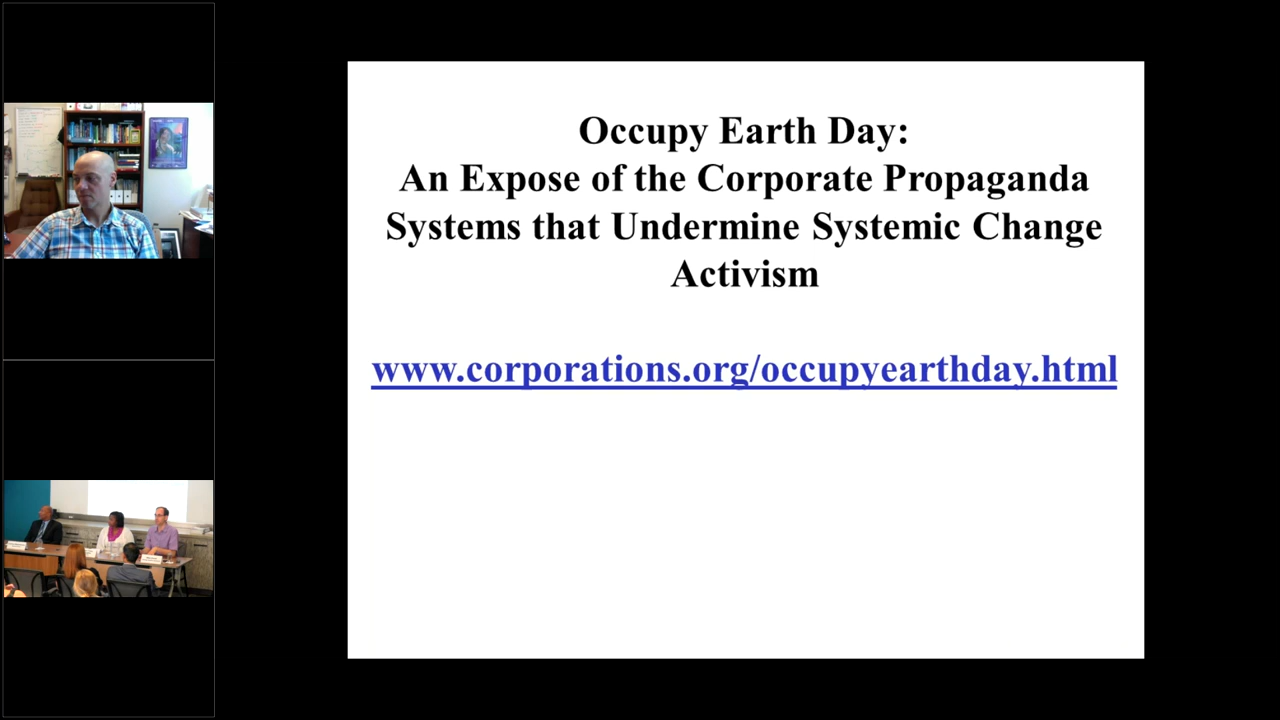 Occupy Earth Day:
An Expose of the Corporate Propaganda
Systems that Undermine Systemic Change
Activism
www.corporations.org/occupyearthday.html